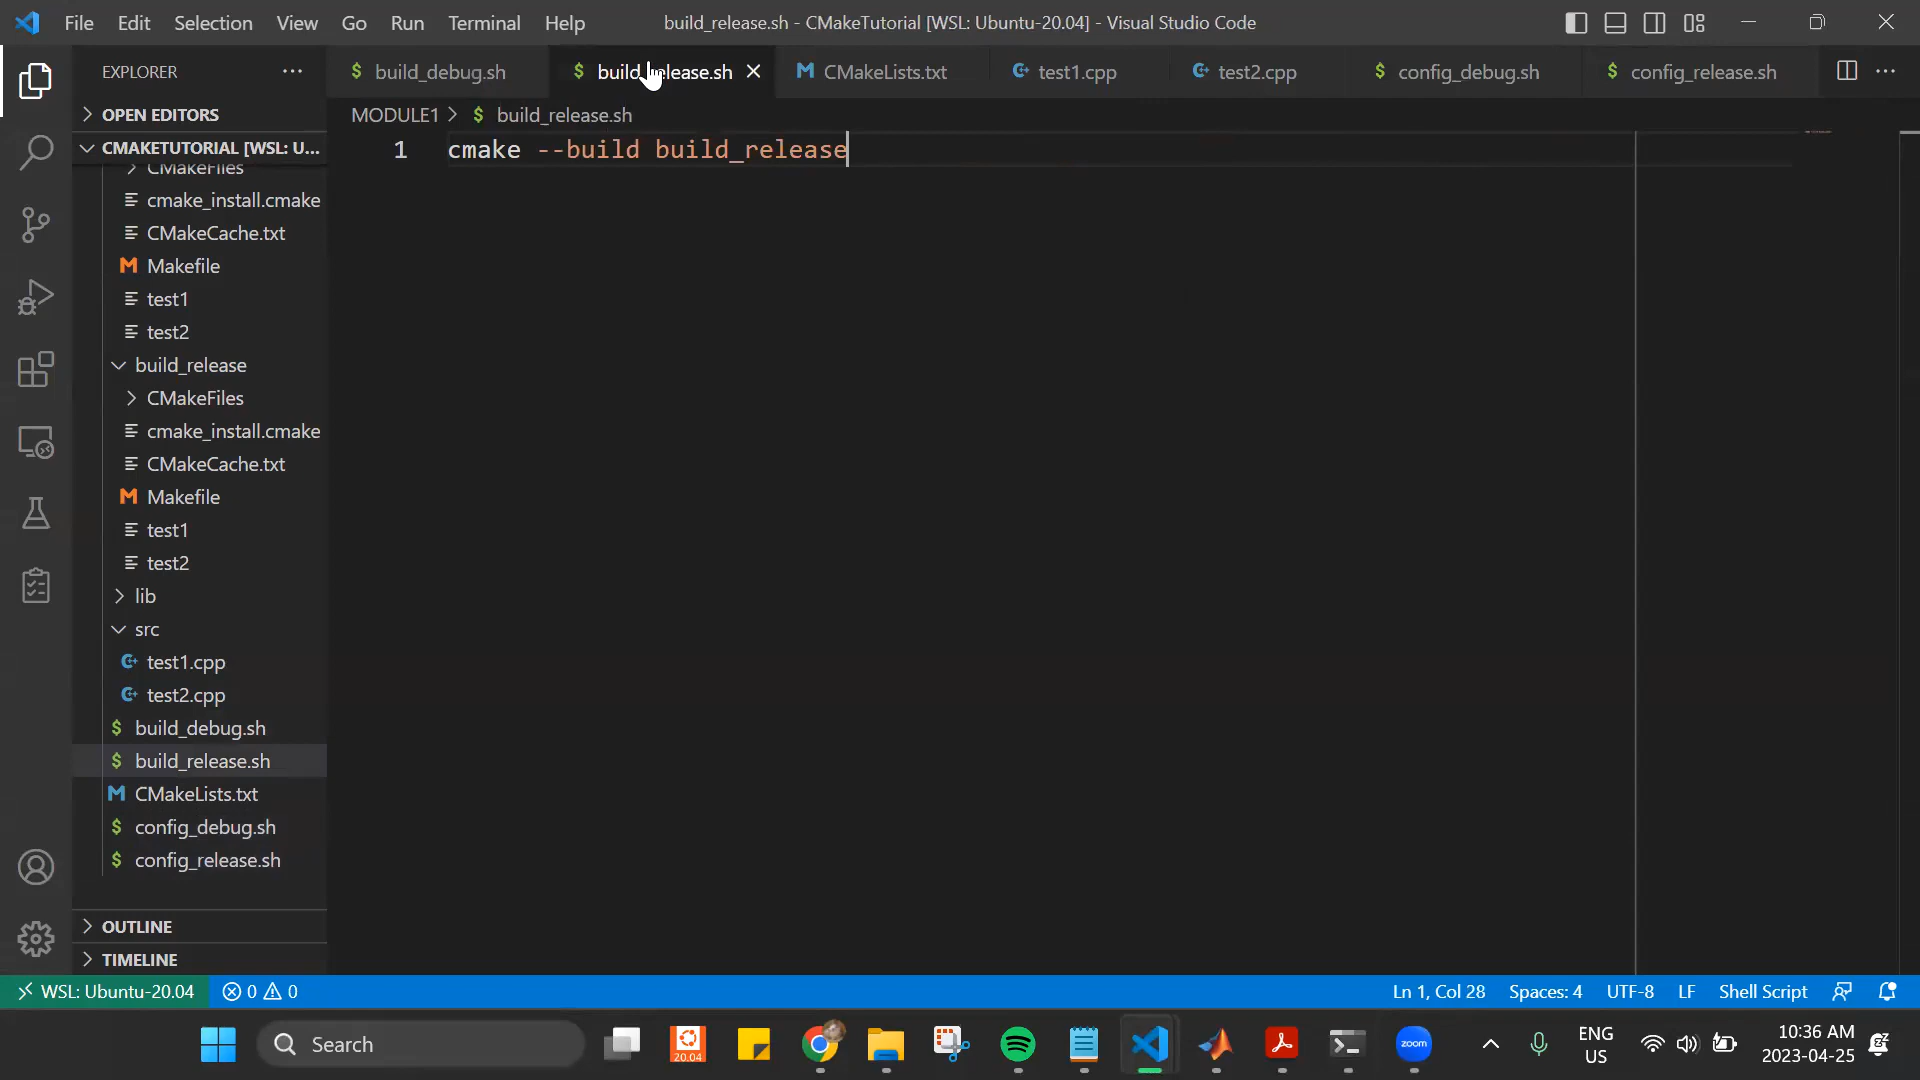 File Edit Selection View Go Run Terminal Help
build_release.sh - CMakeTutorial [WSL: Ubuntu-20.04] - Visual Studio Code
EXPLORER
$ build_debug.sh
$ build_release.sh
M CMakeLists.txt
test1.cpp
test2.cpp
$ config_debug.sh
$ config_release.sh
OPEN EDITORS
MODULE1 > $ build_release.sh
CMAKETUTORIAL [WSL: U...
1 cmake --build build_release
CMakeFiles
cmake_install.cmake
CMakeCache.txt
M Makefile
test1
test2
build_release
CMakeFiles
cmake_install.cmake
CMakeCache.txt
M Makefile
test1
test2
lib
src
test1.cpp
test2.cpp
$ build_debug.sh
$ build_release.sh
M CMakeLists.txt
$ config_debug.sh
$ config_release.sh
OUTLINE
TIMELINE
WSL: Ubuntu-20.04 0 0
Ln 1, Col 28 Spaces: 4 UTF-8 LF Shell Script
Search
20.04
zoom
ENG
US
10:36 AM
2023-04-25